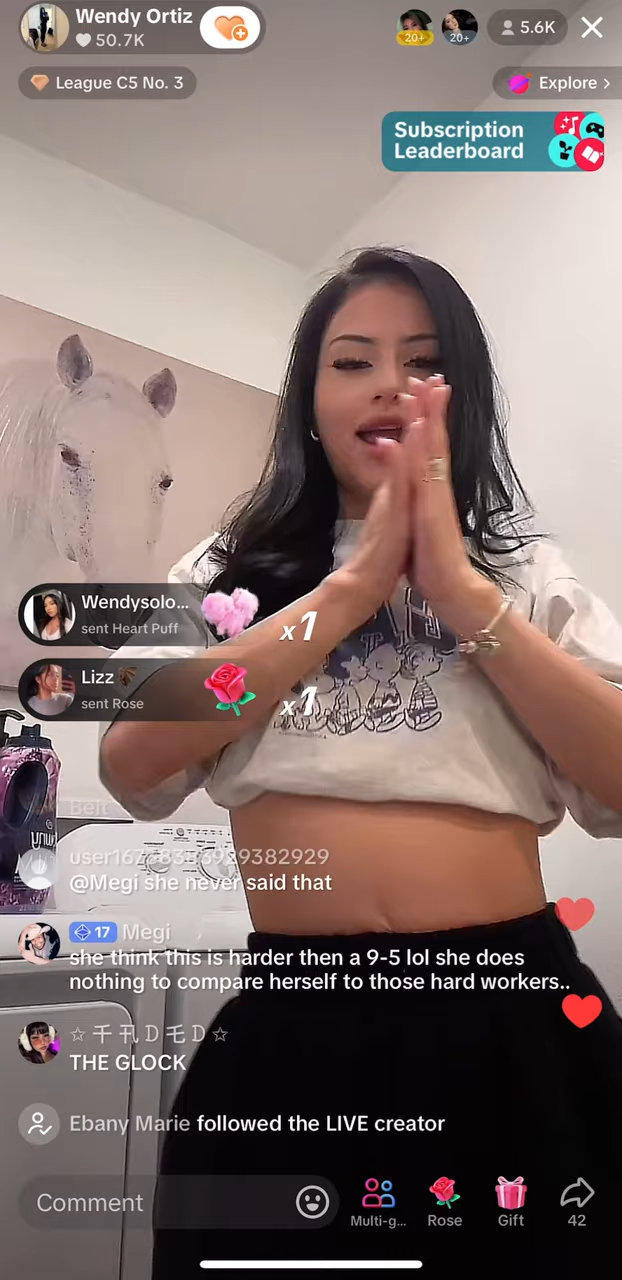 Wendy Ortiz
50.7K
20+
20+
5.6K
League C5 No. 3
Explore >
Subscription
Leaderboard
Wendysolo...
sent Heart Puff
x1
Lizz
sent Rose
x1
Belt
@Megi she never said that
17 Megi
she think this is harder then a 9-5 lol she does
nothing to compare herself to those hard workers..
THE GLOCK
Ebany Marie followed the LIVE creator
Comment
Multi-g...
Rose
Gift
42